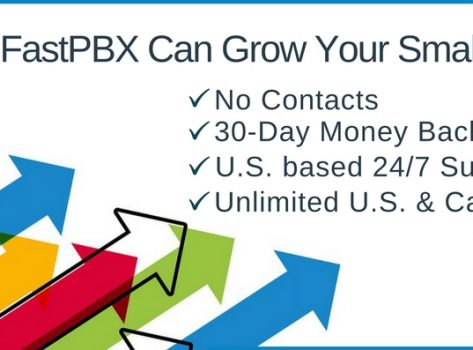 FastPBX Can Grow Your Smal
✓No Contacts
✓30-Day Money Back
✓U.S. based 24/7 Su
✓Unlimited U.S. & Ca